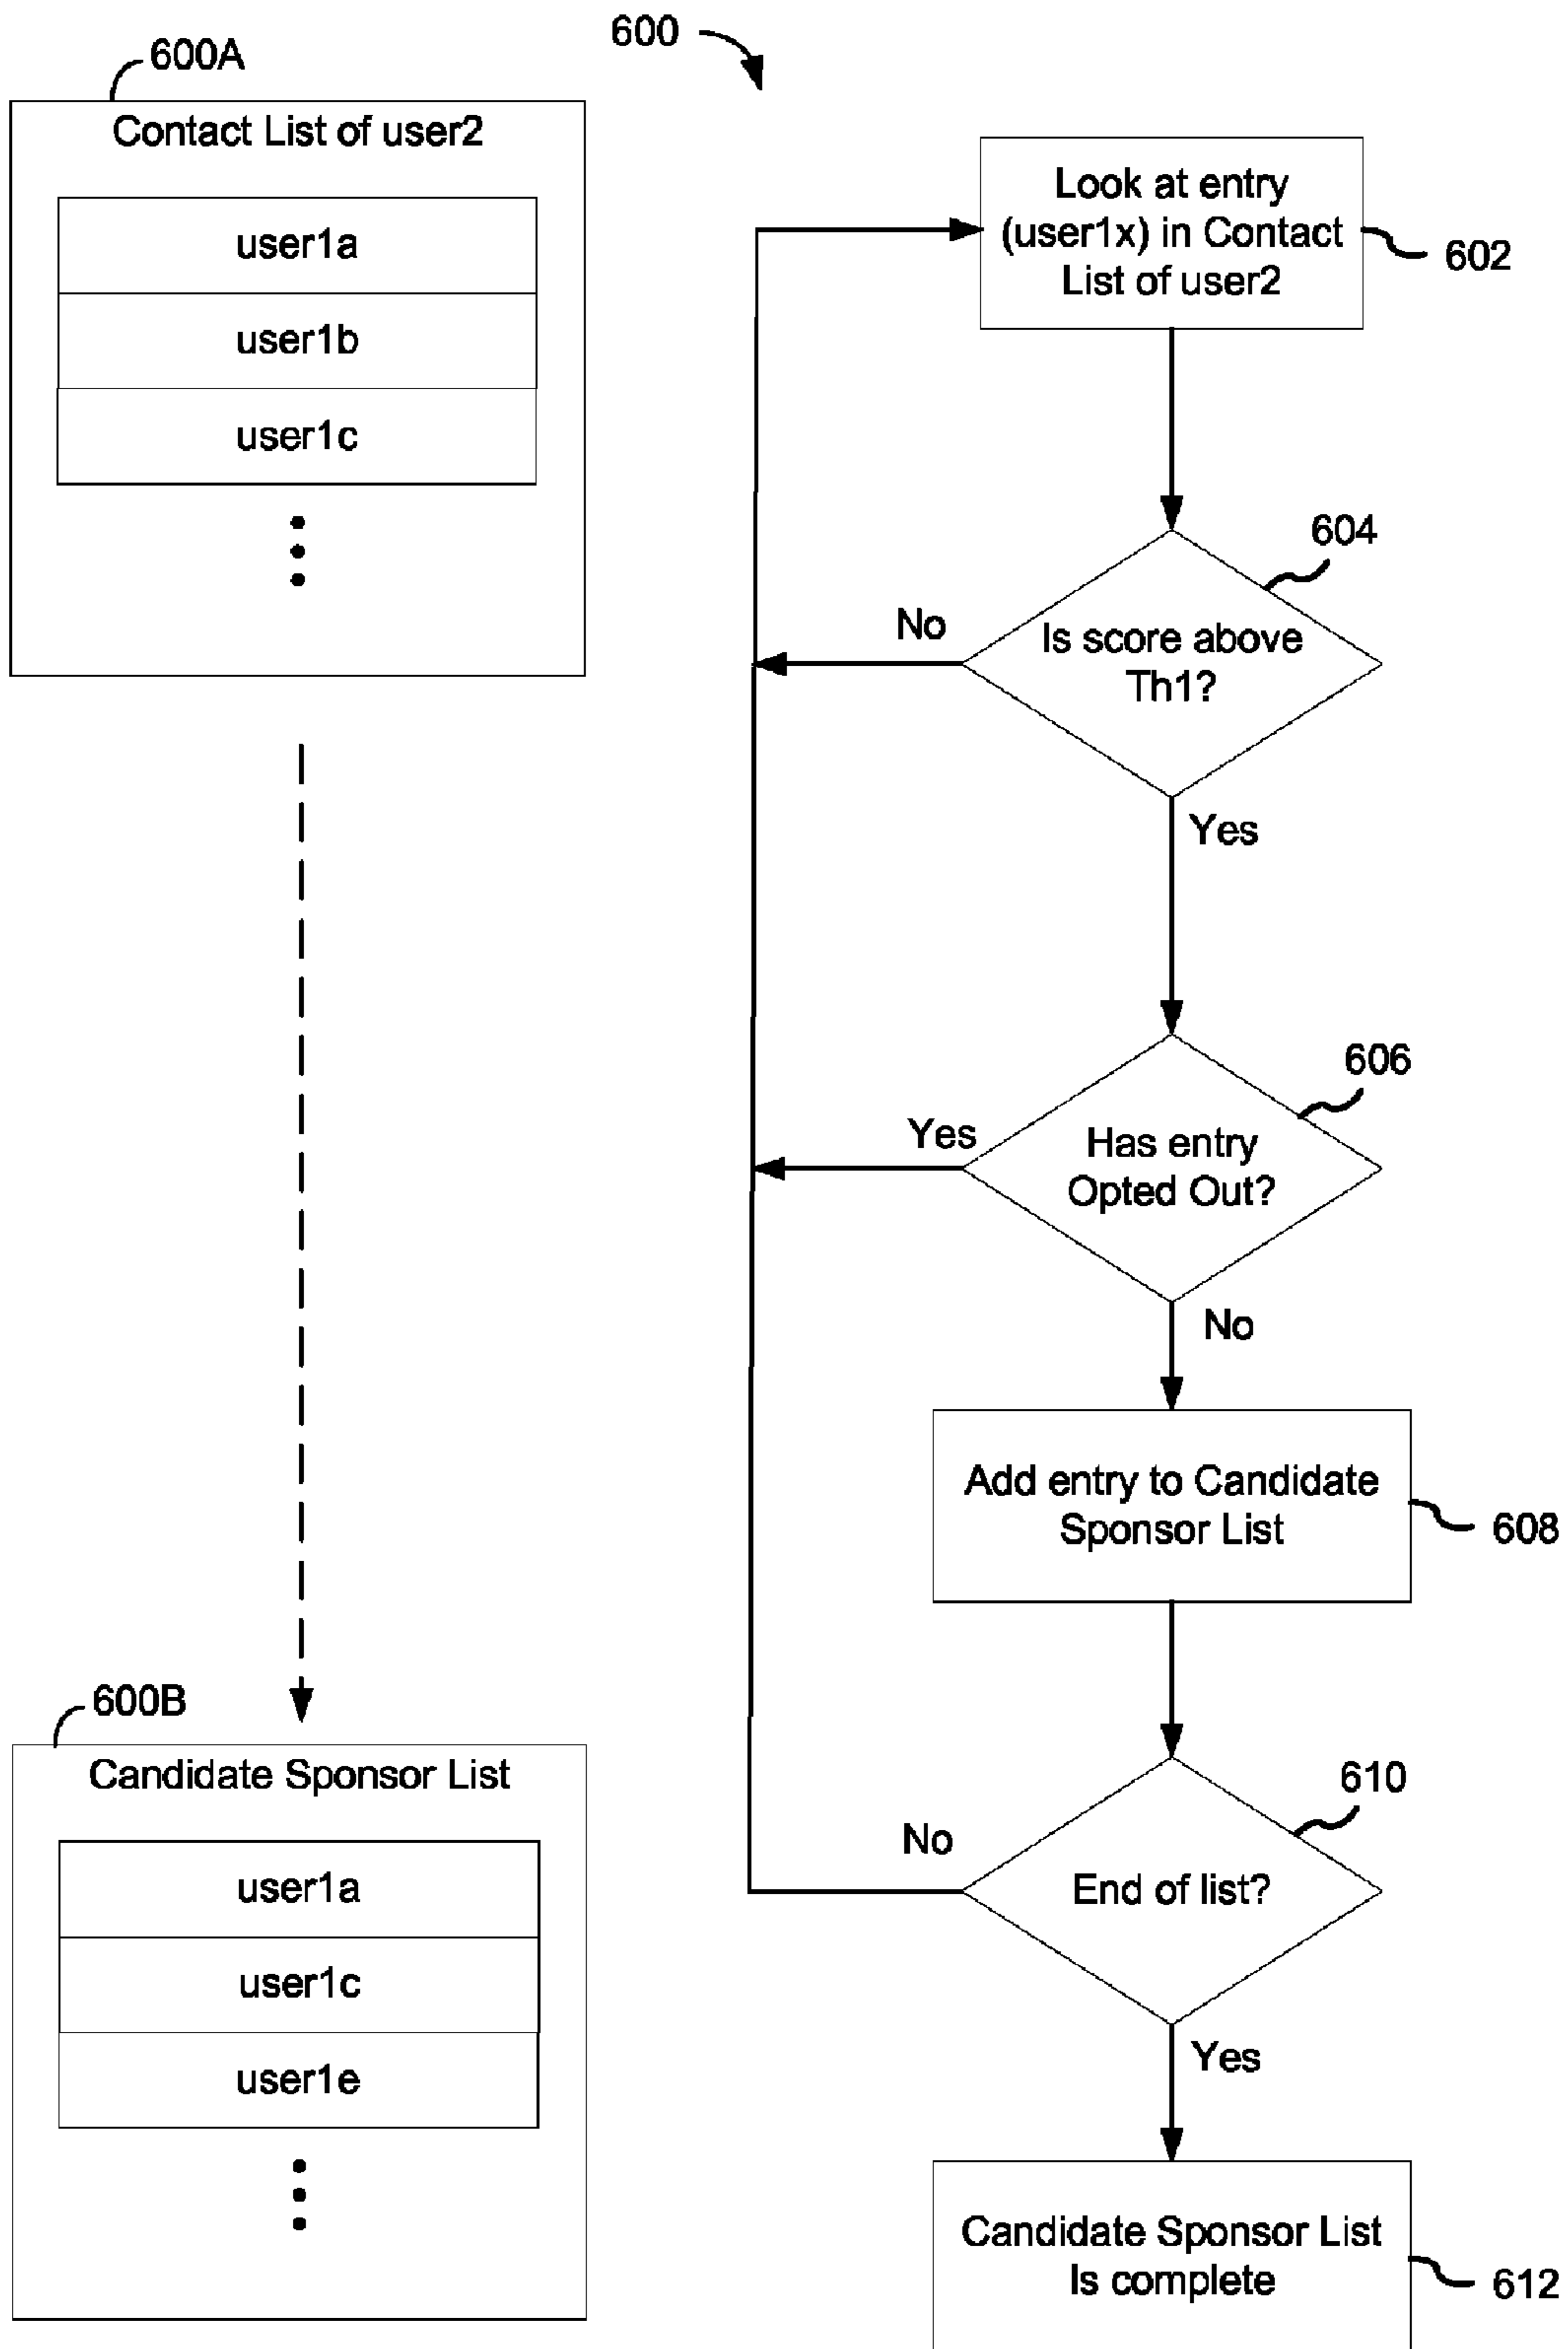 600
600A
Contact List of user2
user1a
user1b
user1c
Look at entry
(user1x) in Contact
List of user2
602
604
Is score above
Th1?
No
Yes
606
Has entry
Opted Out?
Yes
No
Add entry to Candidate
Sponsor List
608
600B
Candidate Sponsor List
user1a
user1c
user1e
610
End of list?
No
Yes
Candidate Sponsor List
Is complete
612